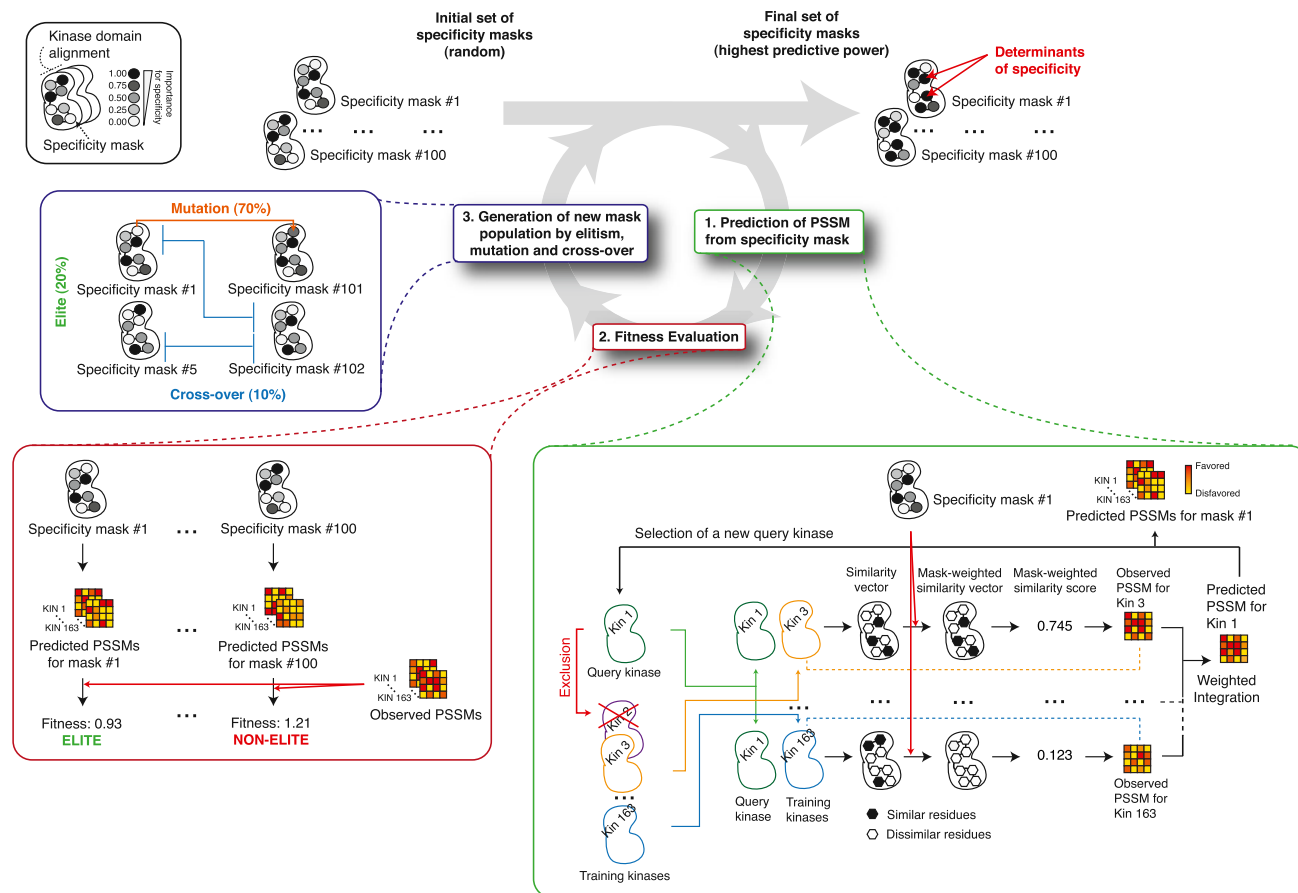 Kinase domain
alignment
1.00
0.75
0.50
0.25
0.00
Importance
for specificity
Specificity mask
Initial set of
specificity masks
(random)
Specificity mask #1
... ... ...
Specificity mask #100
Final set of
specificity masks
(highest predictive power)
Determinants
of specificity
Specificity mask #1
... ... ...
Specificity mask #100
3. Generation of new mask
population by elitism,
mutation and cross-over
1. Prediction of PSSM
from specificity mask
2. Fitness Evaluation
Mutation (70%)
Elite (20%)
Specificity mask #1
Specificity mask #101
Specificity mask #5
Specificity mask #102
Cross-over (10%)
Specificity mask #1
...
Specificity mask #100
KIN 1
KIN 163
Predicted PSSMs
for mask #1
...
KIN 1
KIN 163
Predicted PSSMs
for mask #100
KIN 1
KIN 163
Observed PSSMs
Fitness: 0.93
ELITE
...
Fitness: 1.21
NON-ELITE
Specificity mask #1
KIN 1
KIN 163
Favored
Disfavored
Predicted PSSMs for mask #1
Selection of a new query kinase
Similarity
vector
Mask-weighted
similarity vector
Mask-weighted
similarity score
Observed
PSSM for
Kin 3
Predicted
PSSM for
Kin 1
Kin 1
Query kinase
Exclusion
Kin 2
Kin 3
...
Kin 163
Training kinases
Kin 1
Kin 3
0.745
Weighted
Integration
... ... ... ... ...
Kin 1
Kin 163
0.123
Query
kinase
Training
kinases
Observed
PSSM for
Kin 163
Similar residues
Dissimilar residues